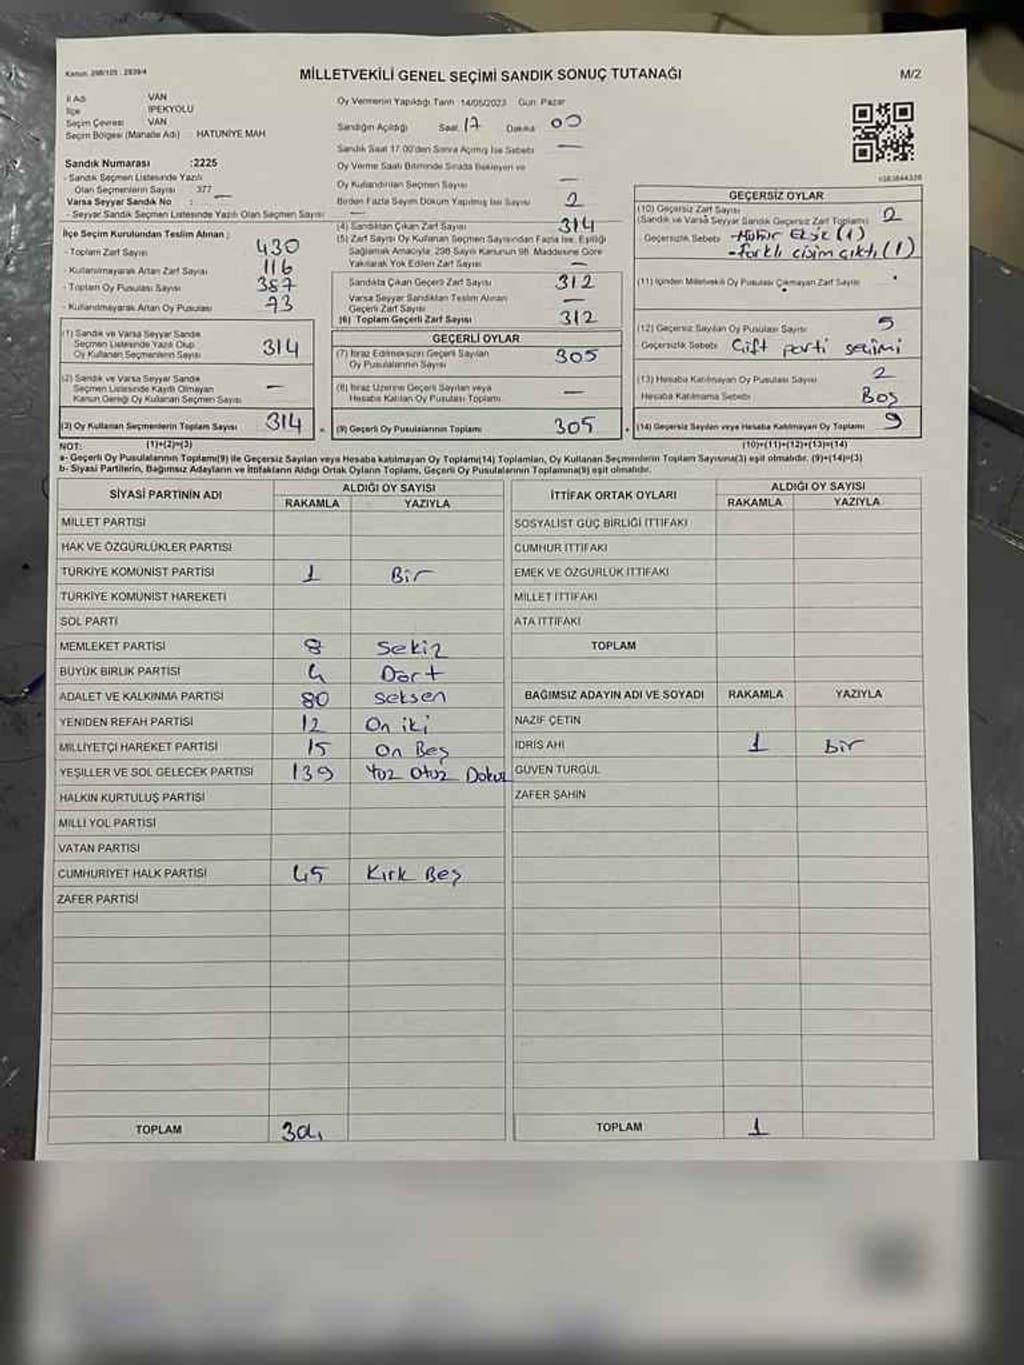 Kanun: 298/105 - 2839/4
MİLLETVEKİLİ GENEL SEÇİMİ SANDIK SONUÇ TUTANAĞI
M/2
İl Adı VAN
İlçe İPEKYOLU
Seçim Çevresi VAN
Seçim Bölgesi (Mahalle Adı) : HATUNİYE MAH
Sandık Numarası :2225
- Sandık Seçmen Listesinde Yazılı
Olan Seçmenlerin Sayısı 377
Varsa Seyyar Sandık No :
- Seyyar Sandık Seçmen Listesinde Yazılı Olan Seçmen Sayısı
İlçe Seçim Kurulundan Teslim Alınan :
- Toplam Zarf Sayısı 430
- Kullanılmayarak Artan Zarf Sayısı 116
- Toplam Oy Pusulası Sayısı 387
- Kullanılmayarak Artan Oy Pusulası 73
(1) Sandık ve Varsa Seyyar Sandık
Seçmen Listesinde Yazılı Olup
Oy Kullanan Seçmenlerin Sayısı 314
(2) Sandık ve Varsa Seyyar Sandık
Seçmen Listesinde Kayıtlı Olmayan
Kanun Gereği Oy Kullanan Seçmen Sayısı -
(3) Oy Kullanan Seçmenlerin Toplam Sayısı 314
Oy Vermenin Yapıldığı Tarih 14/05/2023 Gün: Pazar
Sandığın Açıldığı Saat 17 Dakika 00
Sandık Saat 17.00'den Sonra Açılmış İse Sebebi -
Oy Verme Saati Bitiminde Sırada Bekleyen ve
Oy Kullandırılan Seçmen Sayısı -
Birden Fazla Sayım Döküm Yapılmış İse Sayısı 2
(4) Sandıktan Çıkan Zarf Sayısı 314
(5) Zarf Sayısı Oy Kullanan Seçmen Sayısından Fazla İse, Eşitliği
Sağlamak Amacıyla, 298 Sayılı Kanunun 98. Maddesine Göre
Yakılarak Yok Edilen Zarf Sayısı -
Sandıkta Çıkan Geçerli Zarf Sayısı 312
Varsa Seyyar Sandıktan Teslim Alınan
Geçerli Zarf Sayısı -
(6) Toplam Geçerli Zarf Sayısı 312
GEÇERLİ OYLAR
(7) İtiraz Edilmeksizin Geçerli Sayılan
Oy Pusulalarının Sayısı 305
(8) İtiraz Üzerine Geçerli Sayılan veya
Hesaba Katılan Oy Pusulası Toplamı -
(9) Geçerli Oy Pusulalarının Toplamı 305
GEÇERSİZ OYLAR
(10) Geçersiz Zarf Sayısı
(Sandık ve Varsa Seyyar Sandık Geçersiz Zarf Toplamı) 2
Geçersizlik Sebebi -Mühür Eksik (1)
-farklı cisim çıktı (1)
(11) İçinden Milletvekili Oy Pusulası Çıkmayan Zarf Sayısı
(12) Geçersiz Sayılan Oy Pusulası Sayısı 5
Geçersizlik Sebebi Çift parti seçimi
(13) Hesaba Katılmayan Oy Pusulası Sayısı 2
Hesaba Katılmama Sebebi Boş
(14) Geçersiz Sayılan veya Hesaba Katılmayan Oy Toplamı 9
NOT: (1)+(2)=(3) (10)+(11)+(12)+(13)=(14)
a- Geçerli Oy Pusulalarının Toplamı(9) ile Geçersiz Sayılan veya Hesaba katılmayan Oy Toplamı(14) Toplamları, Oy Kullanan Seçmenlerin Toplam Sayısına(3) eşit olmalıdır. (9)+(14)=(3)
b- Siyasi Partilerin, Bağımsız Adayların ve İttifakların Aldığı Ortak Oyların Toplamı, Geçerli Oy Pusulalarının Toplamına(9) eşit olmalıdır.
SİYASİ PARTİNİN ADI ALDIĞI OY SAYISI
RAKAMLA YAZIYLA
MİLLET PARTİSİ
HAK VE ÖZGÜRLÜKLER PARTİSİ
TÜRKİYE KOMÜNİST PARTİSİ 1 Bir
TÜRKİYE KOMÜNİST HAREKETİ
SOL PARTİ
MEMLEKET PARTİSİ 8 Sekiz
BÜYÜK BİRLİK PARTİSİ 4 Dört
ADALET VE KALKINMA PARTİSİ 80 Seksen
YENİDEN REFAH PARTİSİ 12 On iki
MİLLİYETÇİ HAREKET PARTİSİ 15 On Beş
YEŞİLLER VE SOL GELECEK PARTİSİ 139 Yüz Otuz Dokuz
HALKIN KURTULUŞ PARTİSİ
MİLLİ YOL PARTİSİ
VATAN PARTİSİ
CUMHURİYET HALK PARTİSİ 45 Kırk Beş
ZAFER PARTİSİ
TOPLAM 304
İTTİFAK ORTAK OYLARI ALDIĞI OY SAYISI
RAKAMLA YAZIYLA
SOSYALİST GÜÇ BİRLİĞİ İTTİFAKI
CUMHUR İTTİFAKI
EMEK VE ÖZGÜRLÜK İTTİFAKI
MİLLET İTTİFAKI
ATA İTTİFAKI
TOPLAM
BAĞIMSIZ ADAYIN ADI VE SOYADI RAKAMLA YAZIYLA
NAZİF ÇETİN
İDRİS AHİ 1 bir
GÜVEN TURGUL
ZAFER ŞAHİN
TOPLAM 1